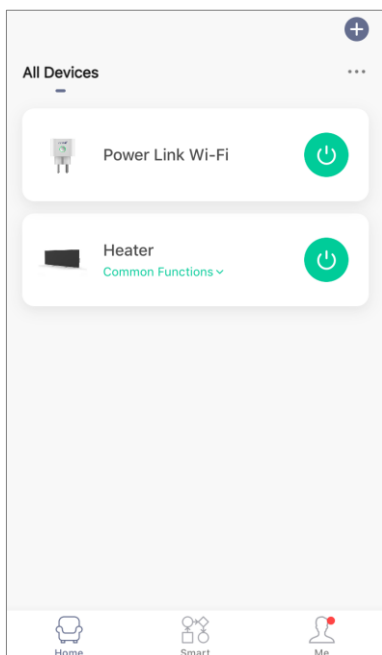 All Devices
Power Link Wi-Fi
Heater
Common Functions
Home
Smart
Me